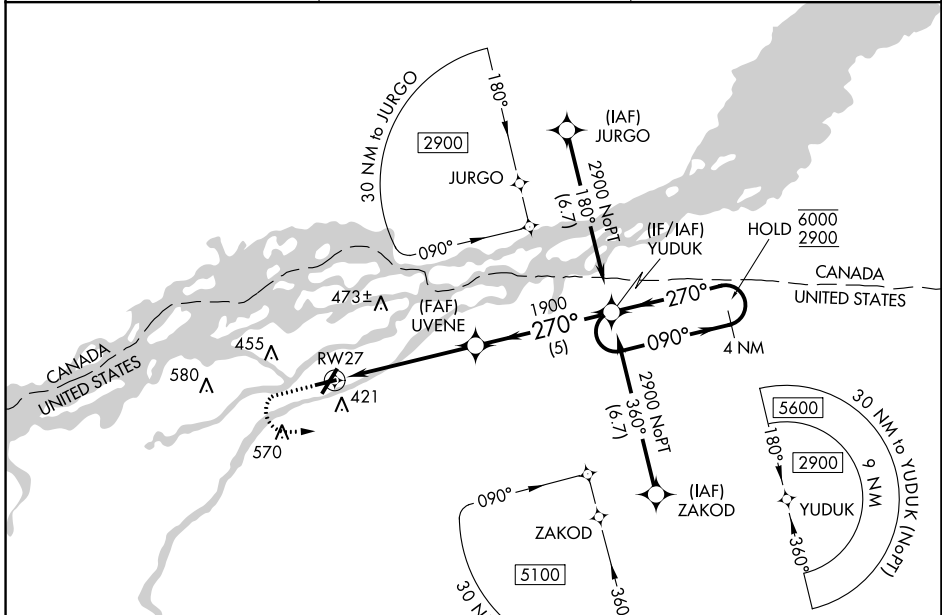 30 NM to JURGO
180°
2900
JURGO
090°
(IAF)
JURGO
2900 NoPT
180°
(6.7)
(IF/IAF)
YUDUK
HOLD
6000
2900
CANADA
UNITED STATES
270°
090°
4 NM
473±
(FAF)
UVENE
1900
270°
(5)
CANADA
UNITED STATES
455
580
RW27
421
570
2900 NoPT
360°
(6.7)
(IAF)
ZAKOD
090°
ZAKOD
5100
360
30 N
5600
180°
2900
9 NM
30 NM to YUDUK (NoPT)
YUDUK
360°